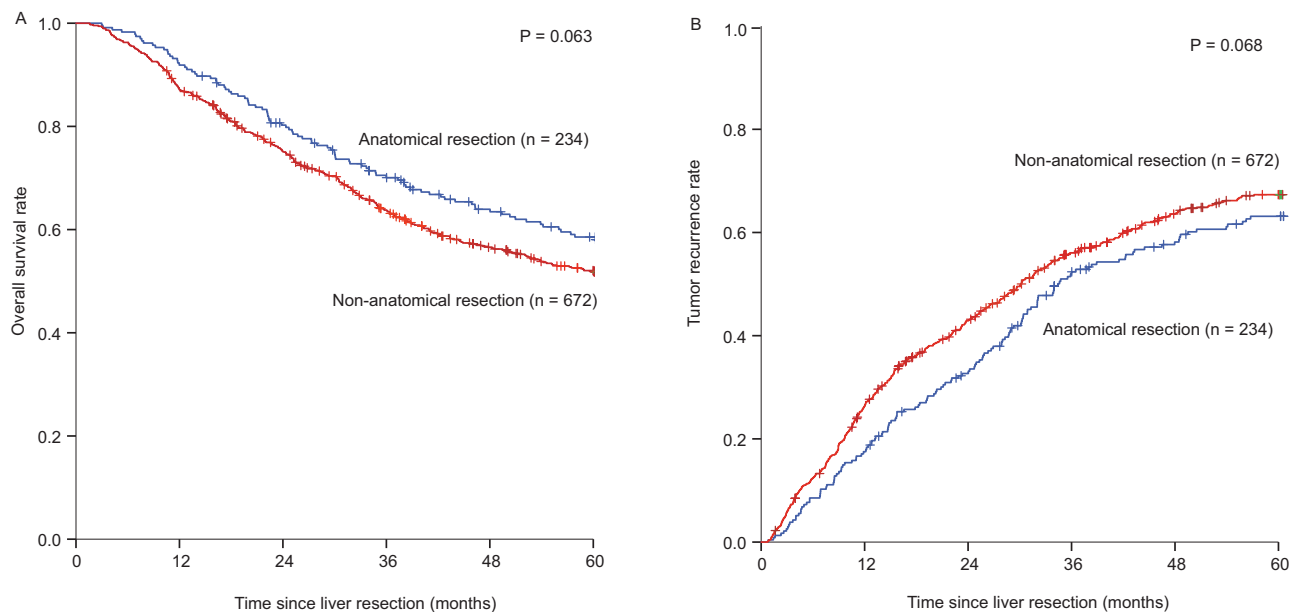 A
P = 0.063
Overall survival rate
1.0
0.8
0.6
0.4
0.2
0.0
Anatomical resection (n = 234)
Non-anatomical resection (n = 672)
0 12 24 36 48 60
Time since liver resection (months)
B
P = 0.068
Tumor recurrence rate
1.0
0.8
0.6
0.4
0.2
0.0
Non-anatomical resection (n = 672)
Anatomical resection (n = 234)
0 12 24 36 48 60
Time since liver resection (months)